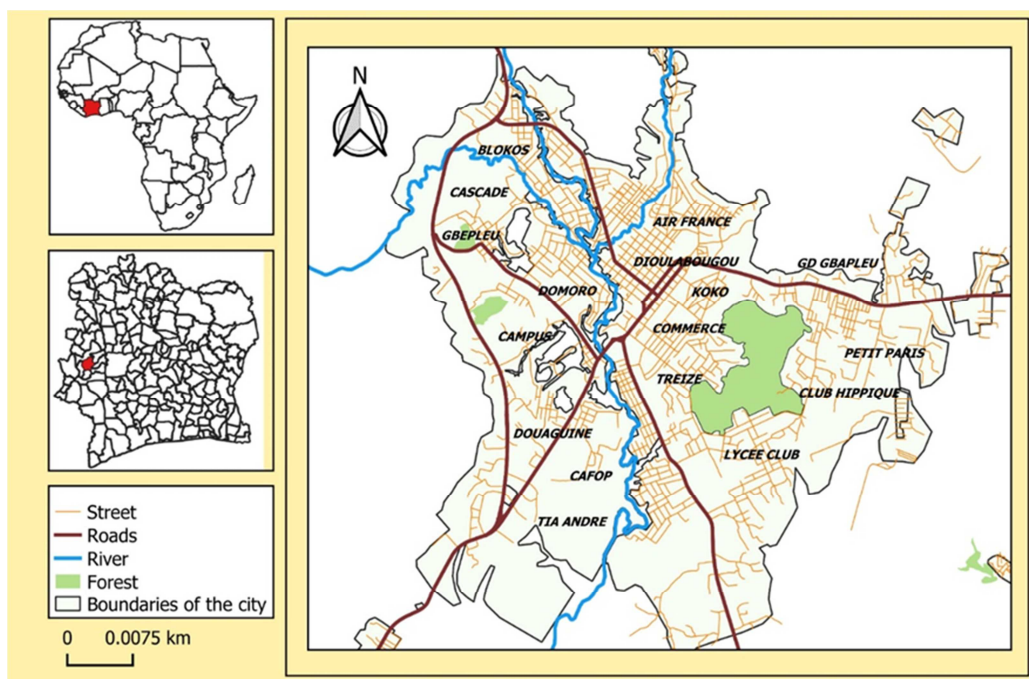 N
BLOKOS
CASCADE
GBEPLEU
AIR FRANCE
DIOULABOUGOU
GD GBAPLEU
DOMORO
KOKO
CAMPUS
COMMERCE
PETIT PARIS
TREIZE
CLUB HIPPIQUE
DOUAGUINE
LYCEE CLUB
CAFOP
TIA ANDRE
Street
Roads
River
Forest
Boundaries of the city
0 0.0075 km